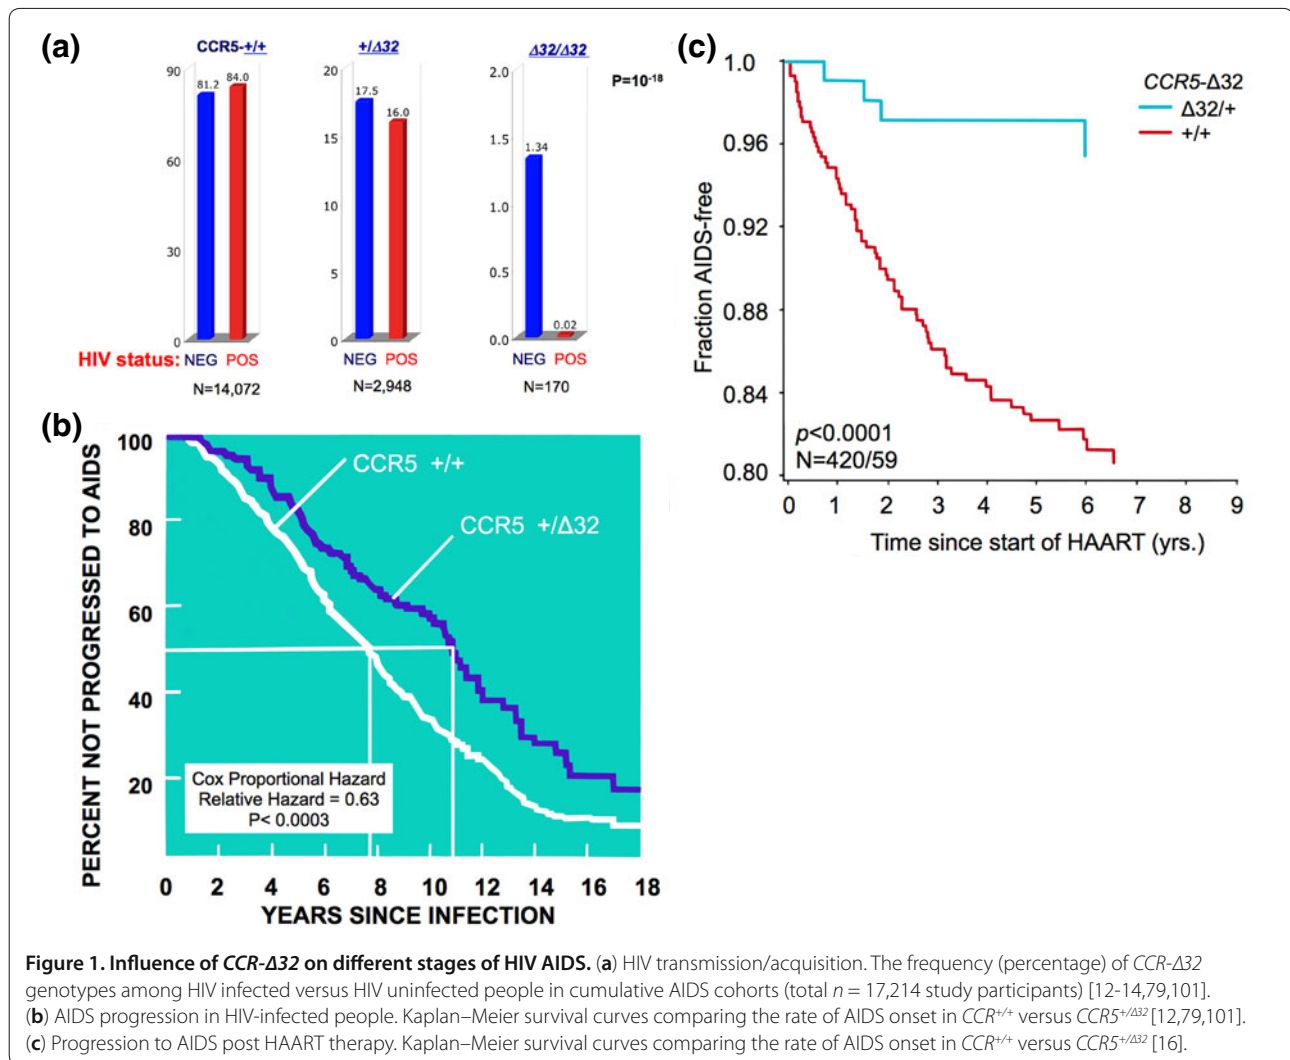 (a)
CCR5-+/+
+/Δ32
Δ32/Δ32
P=10-18
90
60
30
0
81.2
84.0
20
15
10
5
0
17.5
16.0
2.0
1.5
1.0
0.5
0.0
1.34
0.02
HIV status: NEG POS
NEG POS
NEG POS
N=14,072
N=2,948
N=170
(b)
PERCENT NOT PROGRESSED TO AIDS
100
80
60
40
20
CCR5 +/+
CCR5 +/Δ32
Cox Proportional Hazard
Relative Hazard = 0.63
P< 0.0003
0 2 4 6 8 10 12 14 16 18
YEARS SINCE INFECTION
(c)
Fraction AIDS-free
1.0
0.96
0.92
0.88
0.84
0.80
CCR5-Δ32
Δ32/+
+/+
p<0.0001
N=420/59
0 1 2 3 4 5 6 7 8 9
Time since start of HAART (yrs.)
Figure 1. Influence of CCR-Δ32 on different stages of HIV AIDS. (a) HIV transmission/acquisition. The frequency (percentage) of CCR-Δ32
genotypes among HIV infected versus HIV uninfected people in cumulative AIDS cohorts (total n = 17,214 study participants) [12-14,79,101].
(b) AIDS progression in HIV-infected people. Kaplan–Meier survival curves comparing the rate of AIDS onset in CCR+/+ versus CCR5+/Δ32 [12,79,101].
(c) Progression to AIDS post HAART therapy. Kaplan–Meier survival curves comparing the rate of AIDS onset in CCR+/+ versus CCR5+/Δ32 [16].